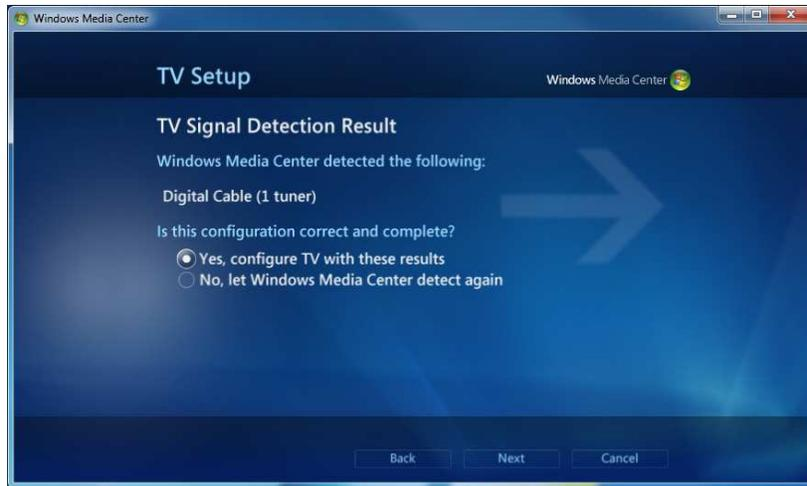 Windows Media Center
TV Setup
Windows Media Center
TV Signal Detection Result
Windows Media Center detected the following:
Digital Cable (1 tuner)
Is this configuration correct and complete?
Yes, configure TV with these results
No, let Windows Media Center detect again
Back Next Cancel